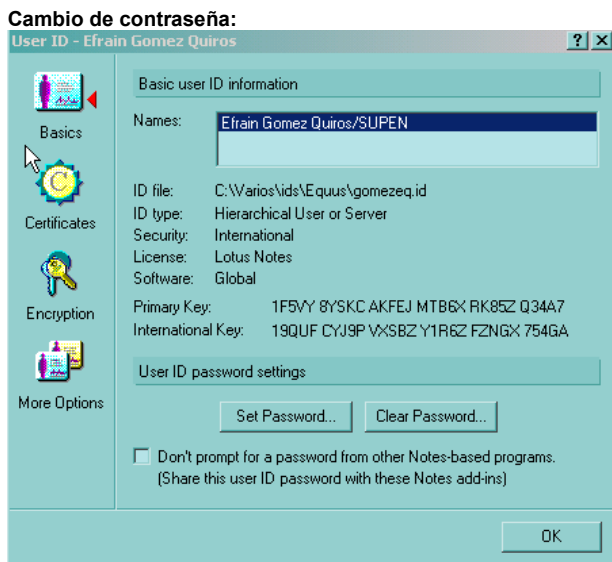 Cambio de contraseña:
User ID - Efrain Gomez Quiros
Basic user ID information
Basics
Names:
Efrain Gomez Quiros/SUPEN
Certificates
ID file: C:\Varios\ids\Equus\gomezeq.id
ID type: Hierarchical User or Server
Security: International
License: Lotus Notes
Software: Global
Encryption
Primary Key: 1F5VY 8YSKC AKFEJ MTB6X RK85Z Q34A7
International Key: 19QUF CYJ9P VXSBZ Y1R6Z FZNGX 754GA
User ID password settings
More Options
Set Password...
Clear Password...
Don't prompt for a password from other Notes-based programs.
(Share this user ID password with these Notes add-ins)
OK